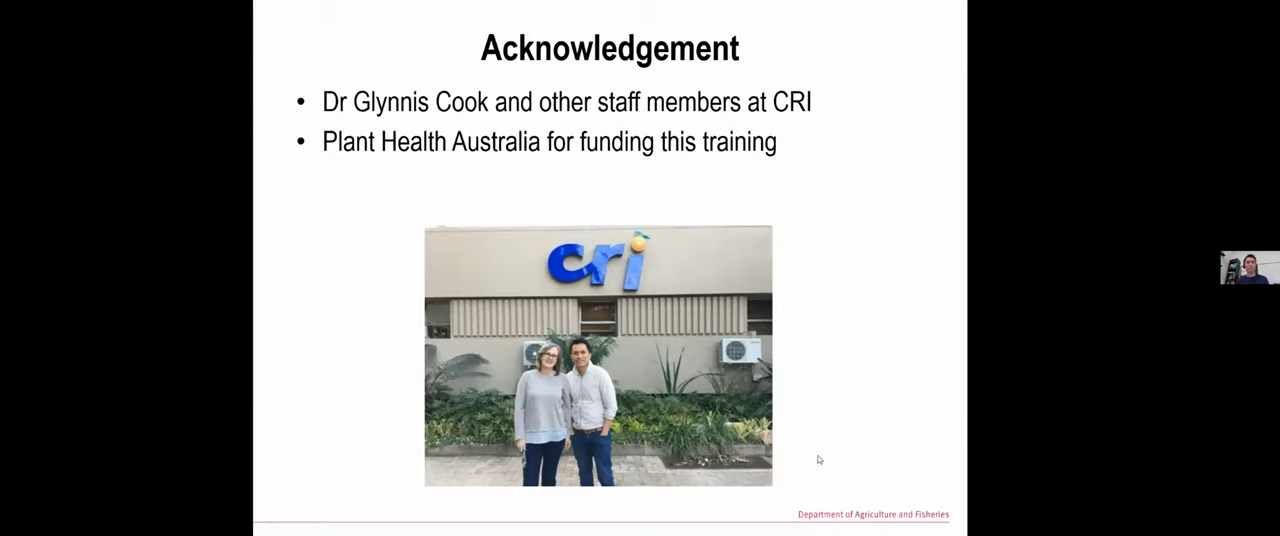 Acknowledgement
• Dr Glynnis Cook and other staff members at CRI
• Plant Health Australia for funding this training
cri
Department of Agriculture and Fisheries